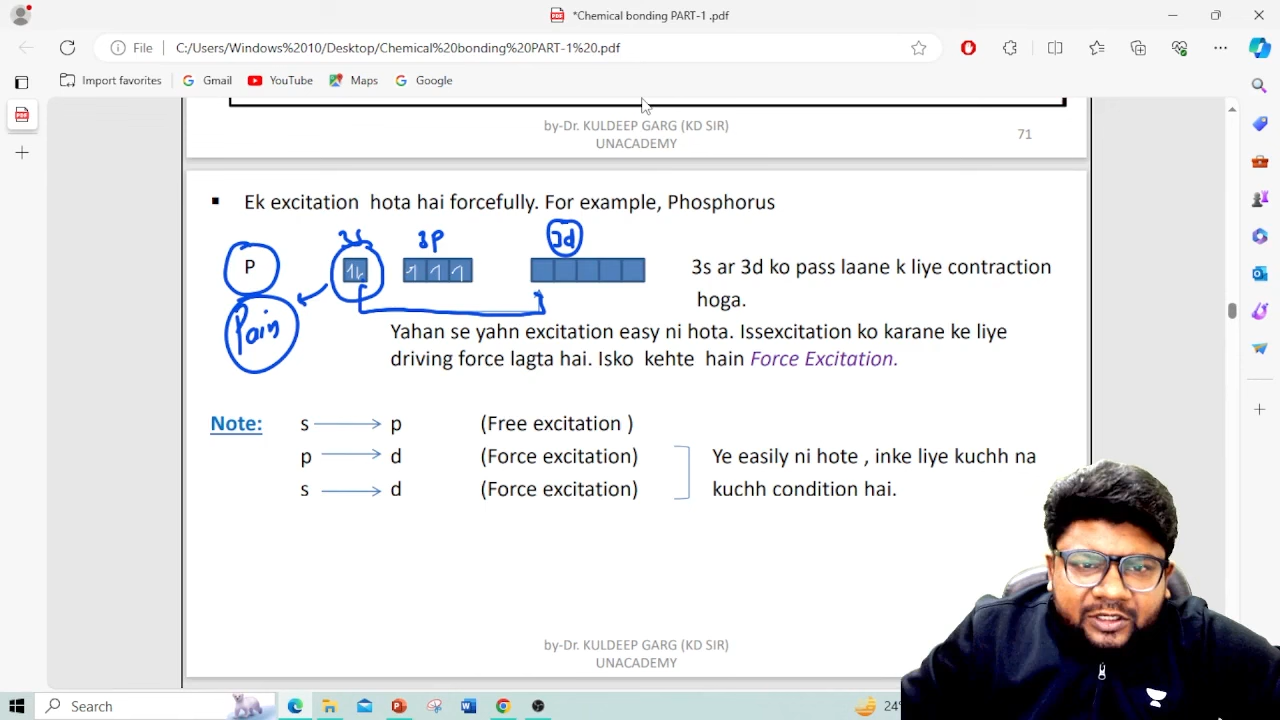 *Chemical bonding PART-1 .pdf
File
C:/Users/Windows%2010/Desktop/Chemical%20bonding%20PART-1%20.pdf
Import favorites
Gmail
YouTube
Maps
Google
by-Dr. KULDEEP GARG (KD SIR)
UNACADEMY
71
Ek excitation hota hai forcefully. For example, Phosphorus
3s 3p 3d
P
3s ar 3d ko pass laane k liye contraction
hoga.
Pain
Yahan se yahn excitation easy ni hota. Issexcitation ko karane ke liye
driving force lagta hai. Isko kehte hain Force Excitation.
Note: s → p (Free excitation )
p → d (Force excitation) Ye easily ni hote , inke liye kuchh na
s → d (Force excitation) kuchh condition hai.
by-Dr. KULDEEP GARG (KD SIR)
UNACADEMY
Search
24°